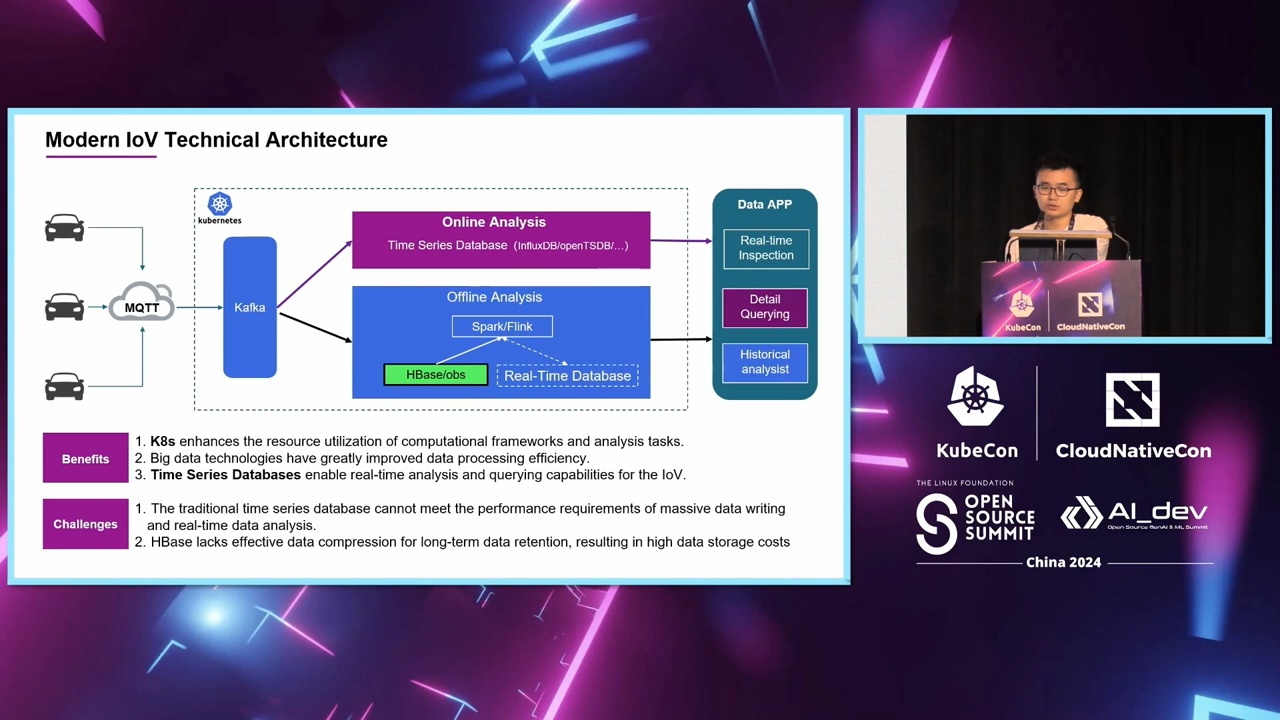 Modern IoV Technical Architecture
kubernetes
MQTT
Kafka
Online Analysis
Time Series Database（InfluxDB/openTSDB/...）
Offline Analysis
Spark/Flink
HBase/obs
Real-Time Database
Data APP
Real-time
Inspection
Detail
Querying
Historical
analysist
Benefits
1. K8s enhances the resource utilization of computational frameworks and analysis tasks.
2. Big data technologies have greatly improved data processing efficiency.
3. Time Series Databases enable real-time analysis and querying capabilities for the IoV.
Challenges
1. The traditional time series database cannot meet the performance requirements of massive data writing
and real-time data analysis.
2. HBase lacks effective data compression for long-term data retention, resulting in high data storage costs
KubeCon
CloudNativeCon
KubeCon
CloudNativeCon
THE LINUX FOUNDATION
OPEN
SOURCE
SUMMIT
AI_dev
Open Source GenAI & ML Summit
China 2024